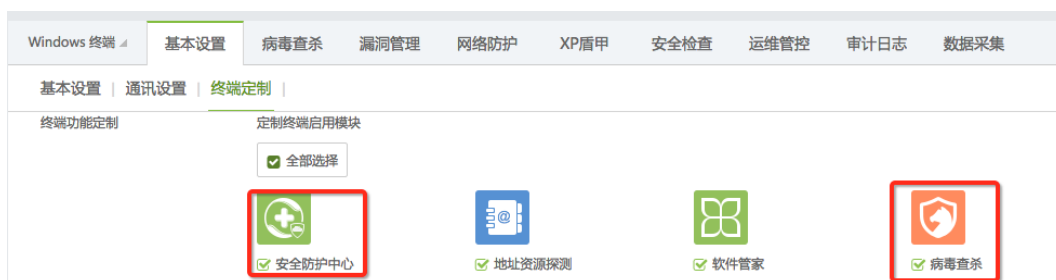 Windows 终端 基本设置 病毒查杀 漏洞管理 网络防护 XP盾甲 安全检查 运维管控 审计日志 数据采集
基本设置 | 通讯设置 | 终端定制 |
终端功能定制 定制终端启用模块
全部选择
安全防护中心 地址资源探测 软件管家 病毒查杀